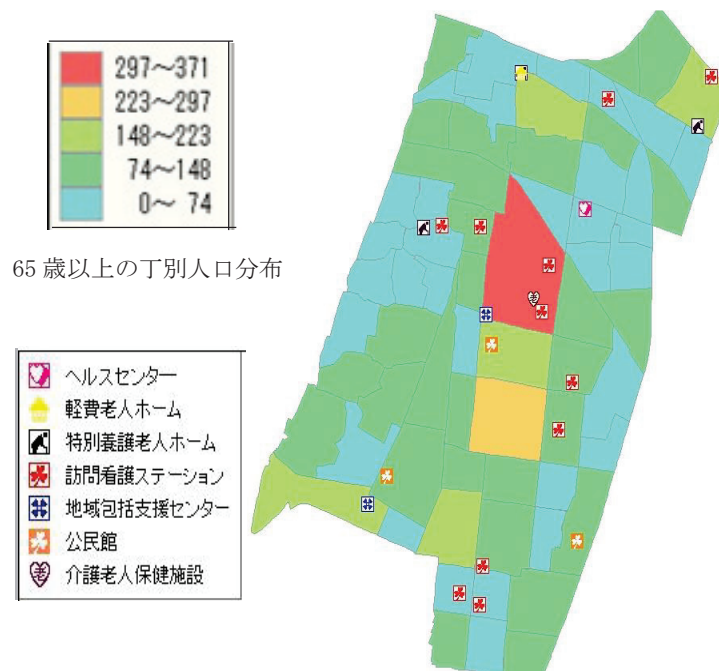 297～371
223～297
148～223
74～148
0～ 74
65 歳以上の丁別人口分布
ヘルスセンター
軽費老人ホーム
特別養護老人ホーム
訪問看護ステーション
地域包括支援センター
公民館
介護老人保健施設